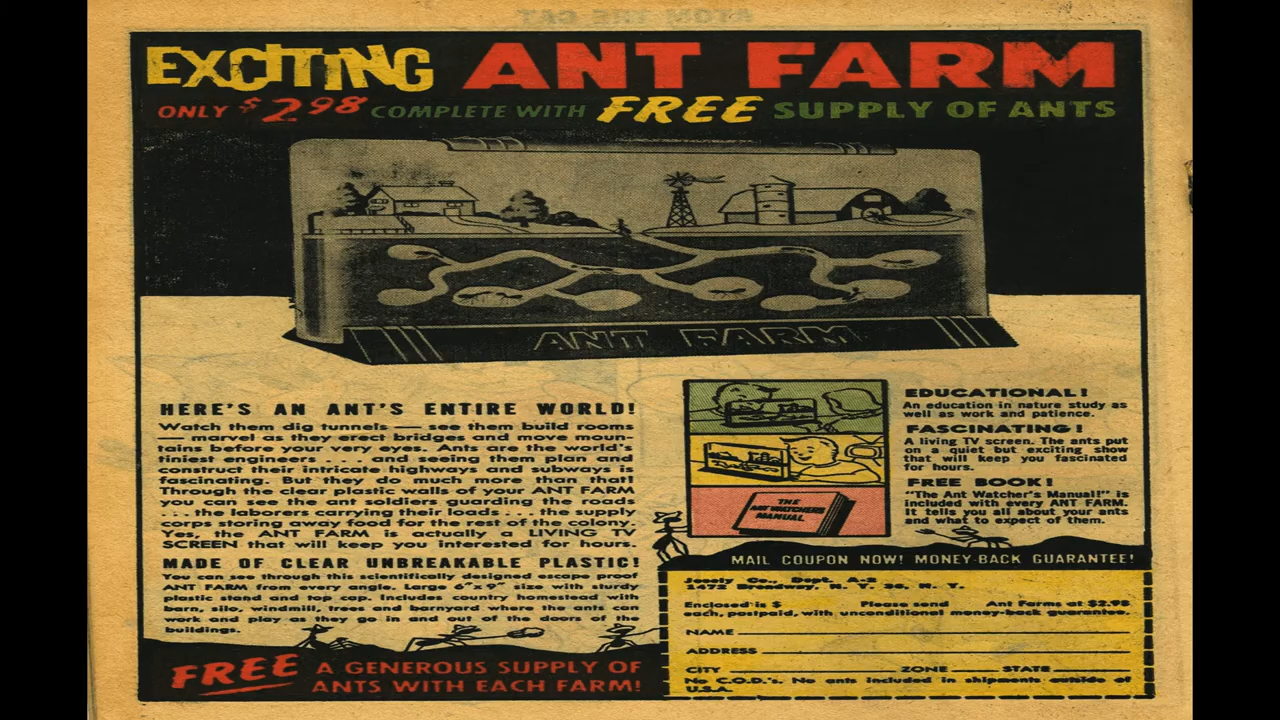 EXCITING ANT FARM
ONLY $2.98 COMPLETE WITH FREE SUPPLY OF ANTS
ANT FARM
HERE'S AN ANT'S ENTIRE WORLD!
Watch them dig tunnels — see them build rooms
— marvel as they erect bridges and move moun-
tains before your very eyes. Ants are the world's
tiniest engineers . . . and seeing them plan and
construct their intricate highways and subways is
fascinating. But they do much more than that!
Through the clear plastic walls of your ANT FARM
you can see the ant soldiers guarding the roads
. . . the laborers carrying their loads . . . the supply
corps storing away food for the rest of the colony.
Yes, the ANT FARM is actually a LIVING TV
SCREEN that will keep you interested for hours.
MADE OF CLEAR UNBREAKABLE PLASTIC!
You can see through this scientifically designed escape proof
ANT FARM from every angle. Large 6"x 9" size with sturdy
plastic stand and top cap. Includes country homestead with
barn, silo, windmill, trees and barnyard where the ants can
work and play as they go in and out of the doors of the
buildings.
FREE A GENEROUS SUPPLY OF
ANTS WITH EACH FARM!
THE
ANT WATCHERS
MANUAL
EDUCATIONAL!
An education in nature study as
well as work and patience.
FASCINATING!
A living TV screen. The ants put
on a quiet but exciting show
that will keep you fascinated
for hours.
FREE BOOK!
"The Ant Watcher's Manual!" is
included with every ANT FARM.
It tells you all about your ants
and what to expect of them.
MAIL COUPON NOW! MONEY-BACK GUARANTEE!
Co., Dept. A-2
1472 Broadway, N. Y. 36, N. Y.
Enclosed is $ Please send Ant Farms at $2.98
each, postpaid, with unconditional money-back guarantee.
NAME
ADDRESS
CITY ZONE STATE
No C.O.D.'s. No ants included in shipments outside of
U.S.A.